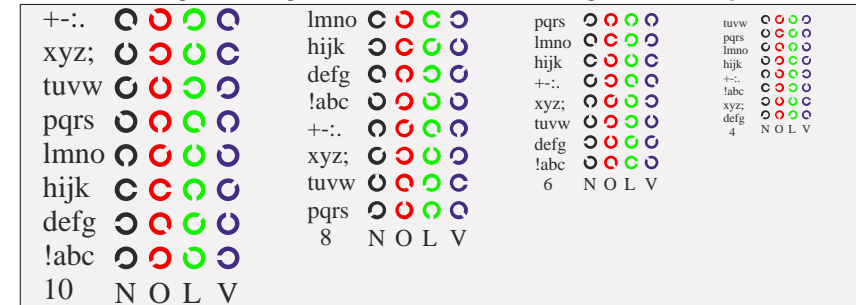 +-:.
xyz;
tuvw
pqrs
lmno
hijk
defg
!abc
10 N O L V
lmno
hijk
defg
!abc
+-:.
xyz;
tuvw
pqrs
8 N O L V
pqrs
lmno
hijk
+-:.
xyz;
tuvw
defg
!abc
6 N O L V
tuvw
pqrs
lmno
hijk
+-:.
!abc
xyz;
defg
4 N O L V